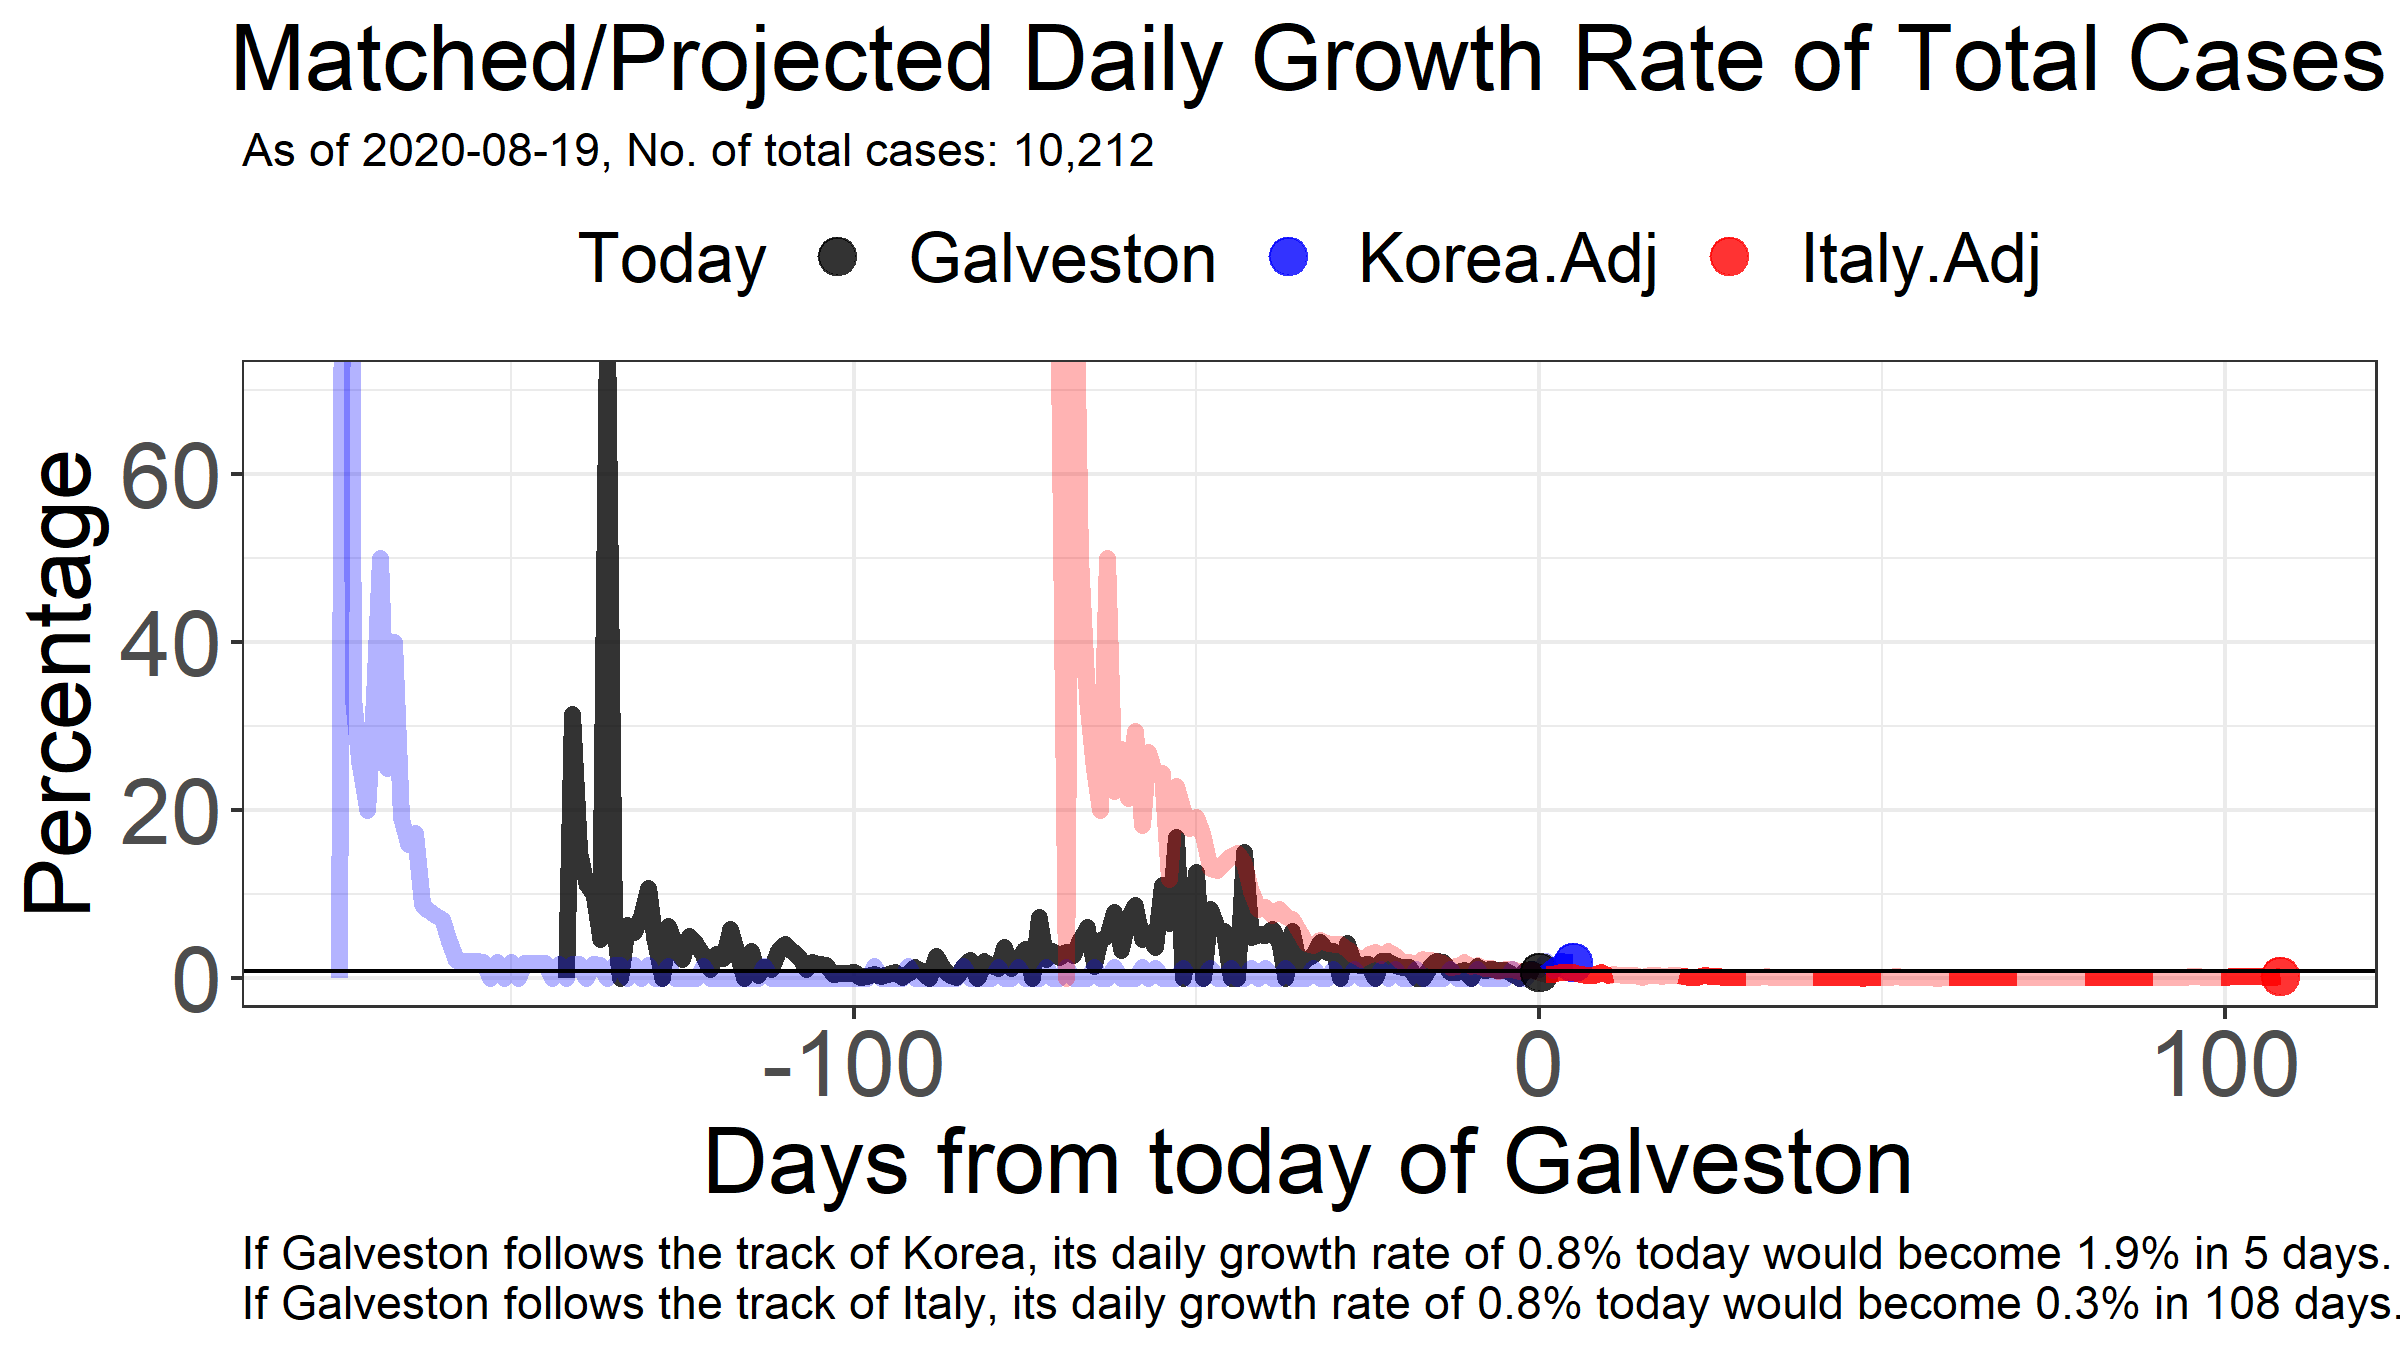 Matched/Projected Daily Growth Rate of Total Cases
As of 2020-08-19, No. of total cases: 10,212
Today Galveston Korea.Adj Italy.Adj
Percentage
60
40
20
0
-100 0 100
Days from today of Galveston
If Galveston follows the track of Korea, its daily growth rate of 0.8% today would become 1.9% in 5 days.
If Galveston follows the track of Italy, its daily growth rate of 0.8% today would become 0.3% in 108 days.